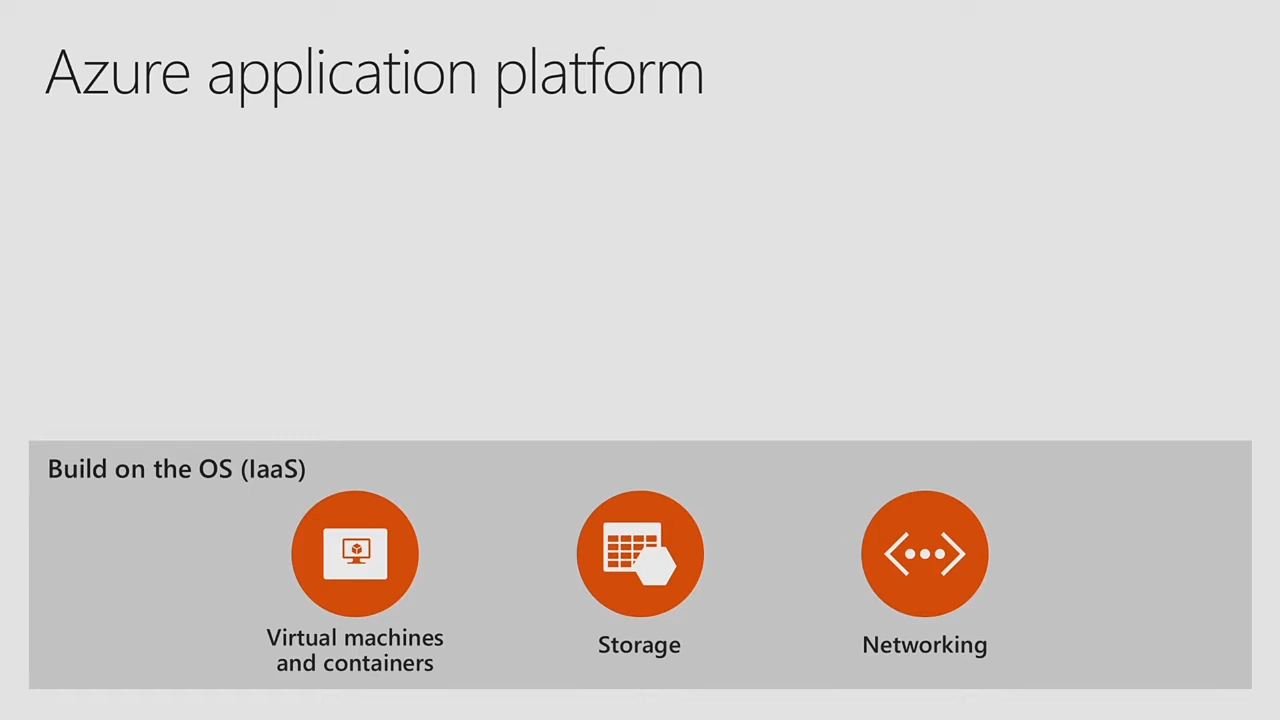 Azure application platform
Build on the OS (IaaS)
Virtual machines
and containers
Storage
Networking